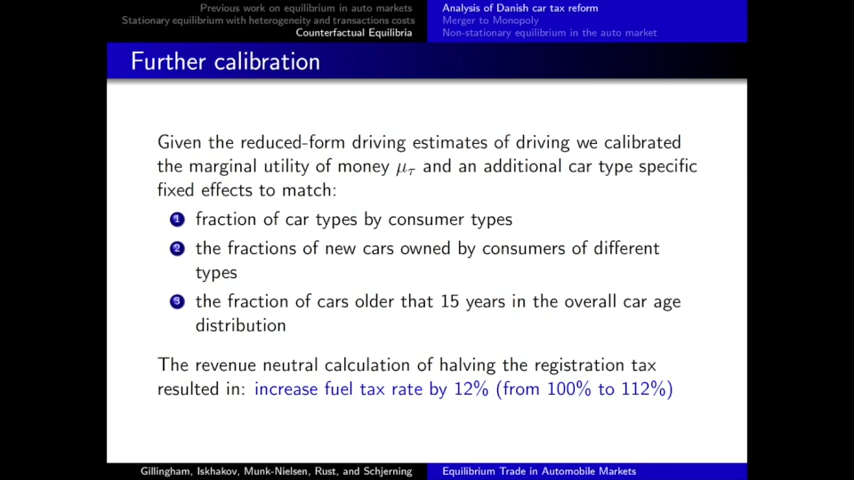 Previous work on equilibrium in auto markets
Stationary equilibrium with heterogeneity and transactions costs
Counterfactual Equilibria
Analysis of Danish car tax reform
Merger to Monopoly
Non-stationary equilibrium in the auto market
Further calibration
Given the reduced-form driving estimates of driving we calibrated
the marginal utility of money μτ and an additional car type specific
fixed effects to match:
1 fraction of car types by consumer types
2 the fractions of new cars owned by consumers of different
types
3 the fraction of cars older that 15 years in the overall car age
distribution
The revenue neutral calculation of halving the registration tax
resulted in: increase fuel tax rate by 12% (from 100% to 112%)
Gillingham, Iskhakov, Munk-Nielsen, Rust, and Schjerning
Equilibrium Trade in Automobile Markets